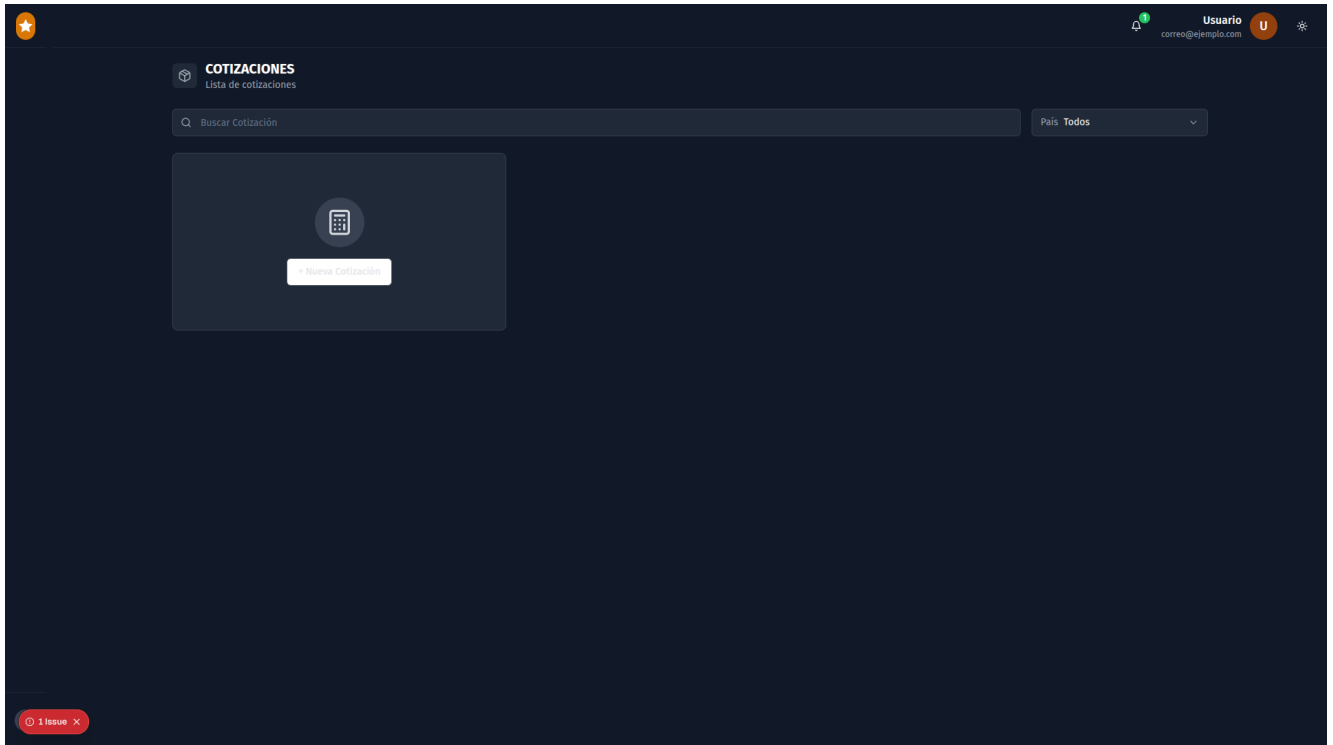 1
Usuario
correo@ejemplo.com
U
COTIZACIONES
Lista de cotizaciones
Buscar Cotización
País Todos
+ Nueva Cotización
1 Issue